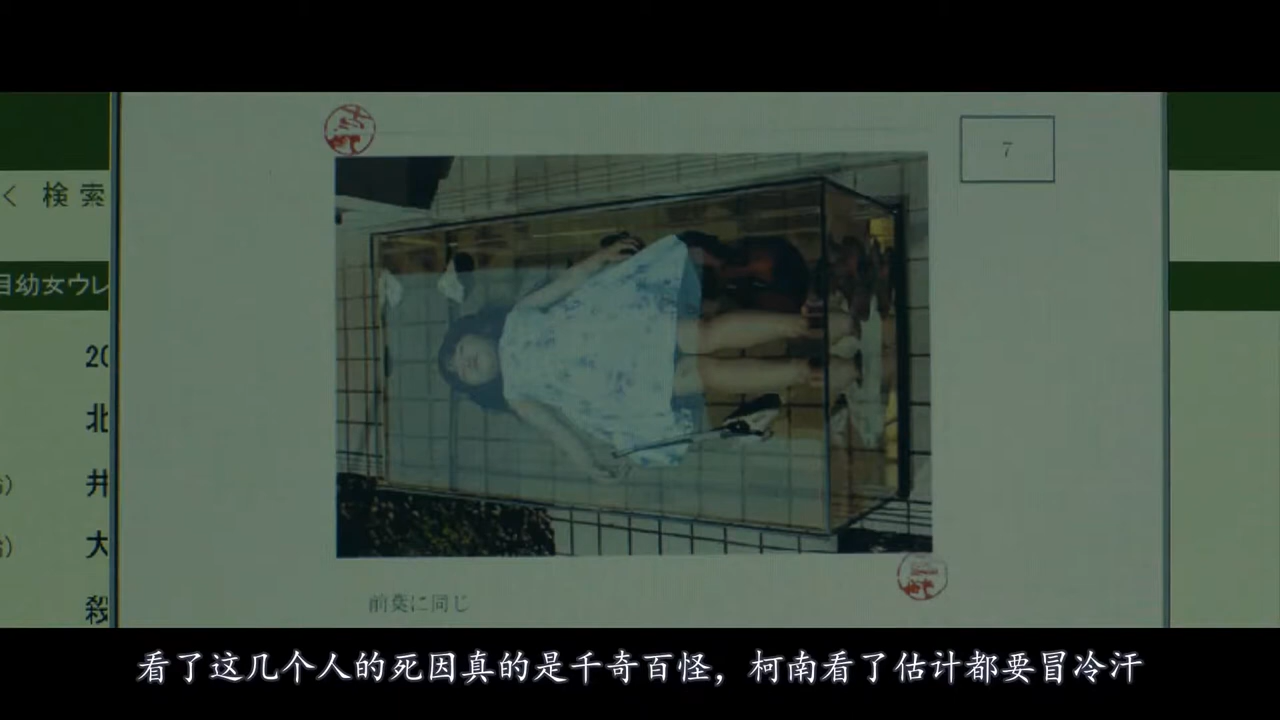 く 検索
目幼女ウレ
20
北
井
大
殺
7
前葉に同じ
看了这几个人的死因真的是千奇百怪，柯南看了估计都要冒冷汗